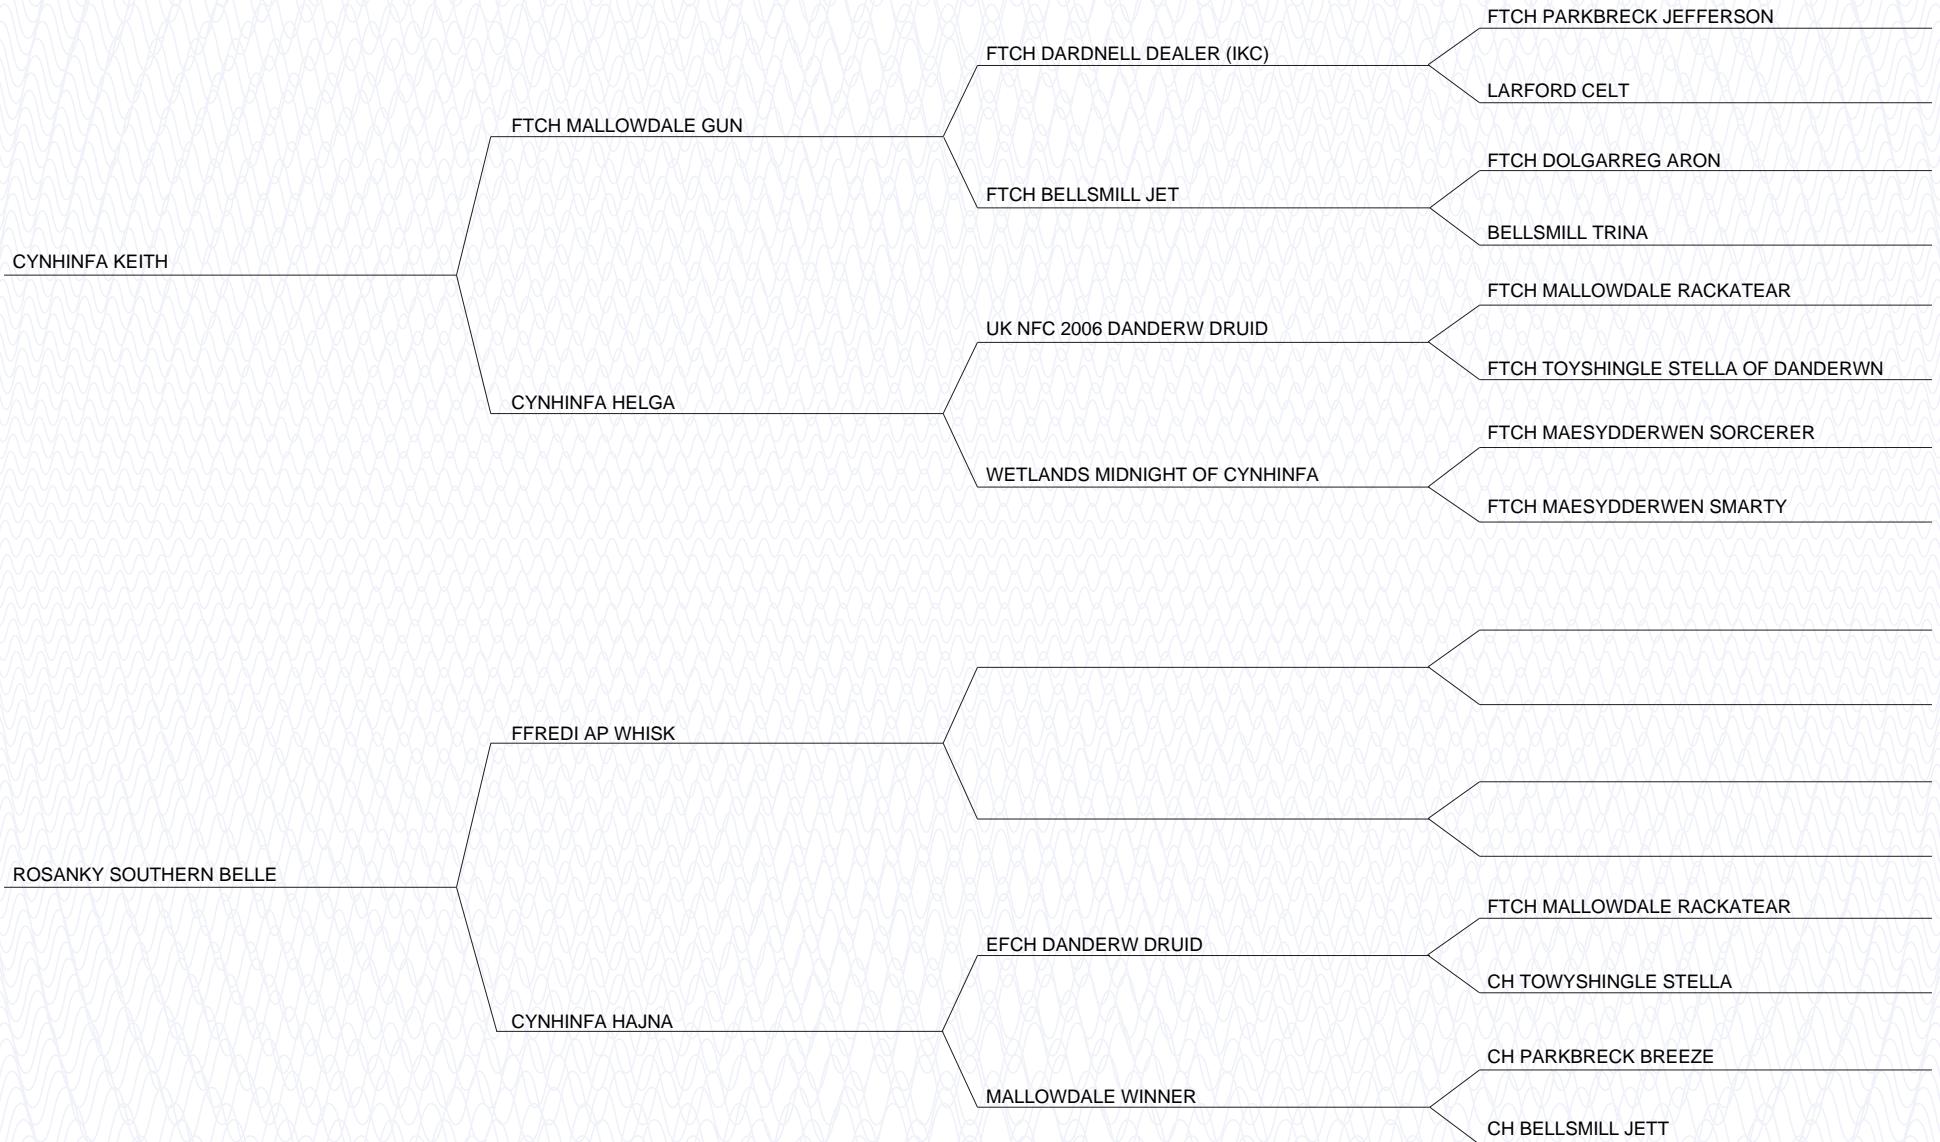 FTCH PARKBRECK JEFFERSON
FTCH DARDNELL DEALER (IKC)
LARFORD CELT
FTCH MALLOWDALE GUN
FTCH DOLGARREG ARON
FTCH BELLSMILL JET
BELLSMILL TRINA
CYNHINFA KEITH
FTCH MALLOWDALE RACKATEAR
UK NFC 2006 DANDERW DRUID
FTCH TOYSHINGLE STELLA OF DANDERWN
CYNHINFA HELGA
FTCH MAESYDDERWEN SORCERER
WETLANDS MIDNIGHT OF CYNHINFA
FTCH MAESYDDERWEN SMARTY
FFREDI AP WHISK
ROSANKY SOUTHERN BELLE
FTCH MALLOWDALE RACKATEAR
EFCH DANDERW DRUID
CH TOWYSHINGLE STELLA
CYNHINFA HAJNA
CH PARKBRECK BREEZE
MALLOWDALE WINNER
CH BELLSMILL JETT